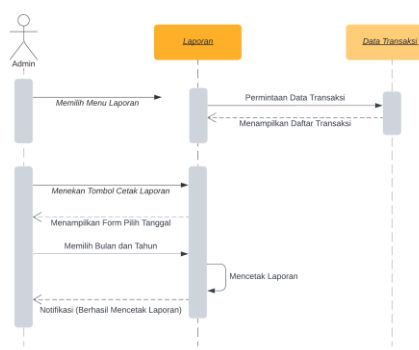 Laporan
Data Transaksi
Admin
Memilih Menu Laporan
Permintaan Data Transaksi
Menampilkan Daftar Transaksi
Menekan Tombol Cetak Laporan
Menampilkan Form Pilih Tanggal
Memilih Bulan dan Tahun
Mencetak Laporan
Notifikasi (Berhasil Mencetak Laporan)